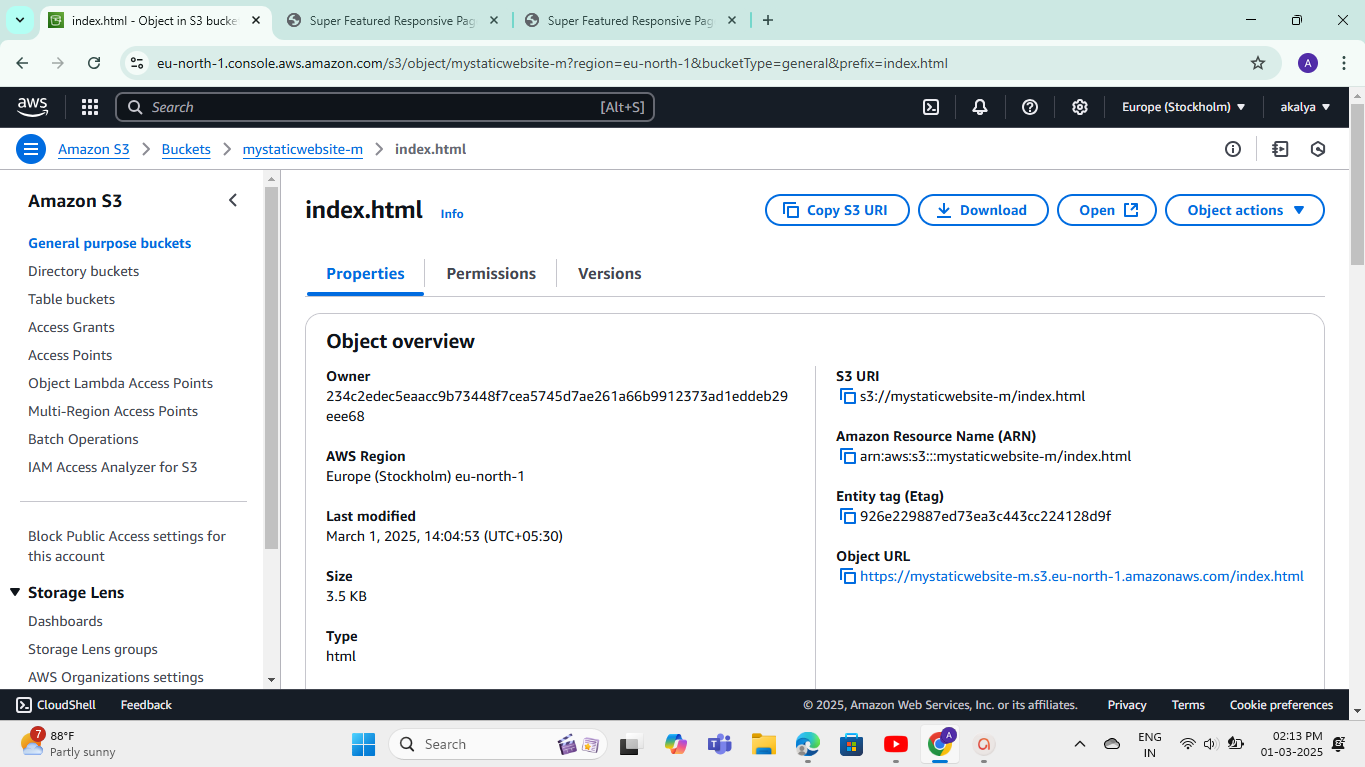 index.html - Object in S3 bucke
Super Featured Responsive Pag
Super Featured Responsive Pag
eu-north-1.console.aws.amazon.com/s3/object/mystaticwebsite-m?region=eu-north-1&bucketType=general&prefix=index.html
A
aws
Search
[Alt+S]
Europe (Stockholm)
akalya
Amazon S3
Buckets
mystaticwebsite-m
index.html
Amazon S3
General purpose buckets
Directory buckets
Table buckets
Access Grants
Access Points
Object Lambda Access Points
Multi-Region Access Points
Batch Operations
IAM Access Analyzer for S3
Block Public Access settings for
this account
Storage Lens
Dashboards
Storage Lens groups
AWS Organizations settings
index.html
Info
Copy S3 URI
Download
Open
Object actions
Properties
Permissions
Versions
Object overview
Owner
234c2edec5eaacc9b73448f7cea5745d7ae261a66b9912373ad1eddeb29
eee68
AWS Region
Europe (Stockholm) eu-north-1
Last modified
March 1, 2025, 14:04:53 (UTC+05:30)
Size
3.5 KB
Type
html
S3 URI
s3://mystaticwebsite-m/index.html
Amazon Resource Name (ARN)
arn:aws:s3:::mystaticwebsite-m/index.html
Entity tag (Etag)
926e229887ed73ea3c443cc224128d9f
Object URL
https://mystaticwebsite-m.s3.eu-north-1.amazonaws.com/index.html
CloudShell
Feedback
© 2025, Amazon Web Services, Inc. or its affiliates.
Privacy
Terms
Cookie preferences
7
88°F
Partly sunny
Search
A
ENG
IN
02:13 PM
01-03-2025